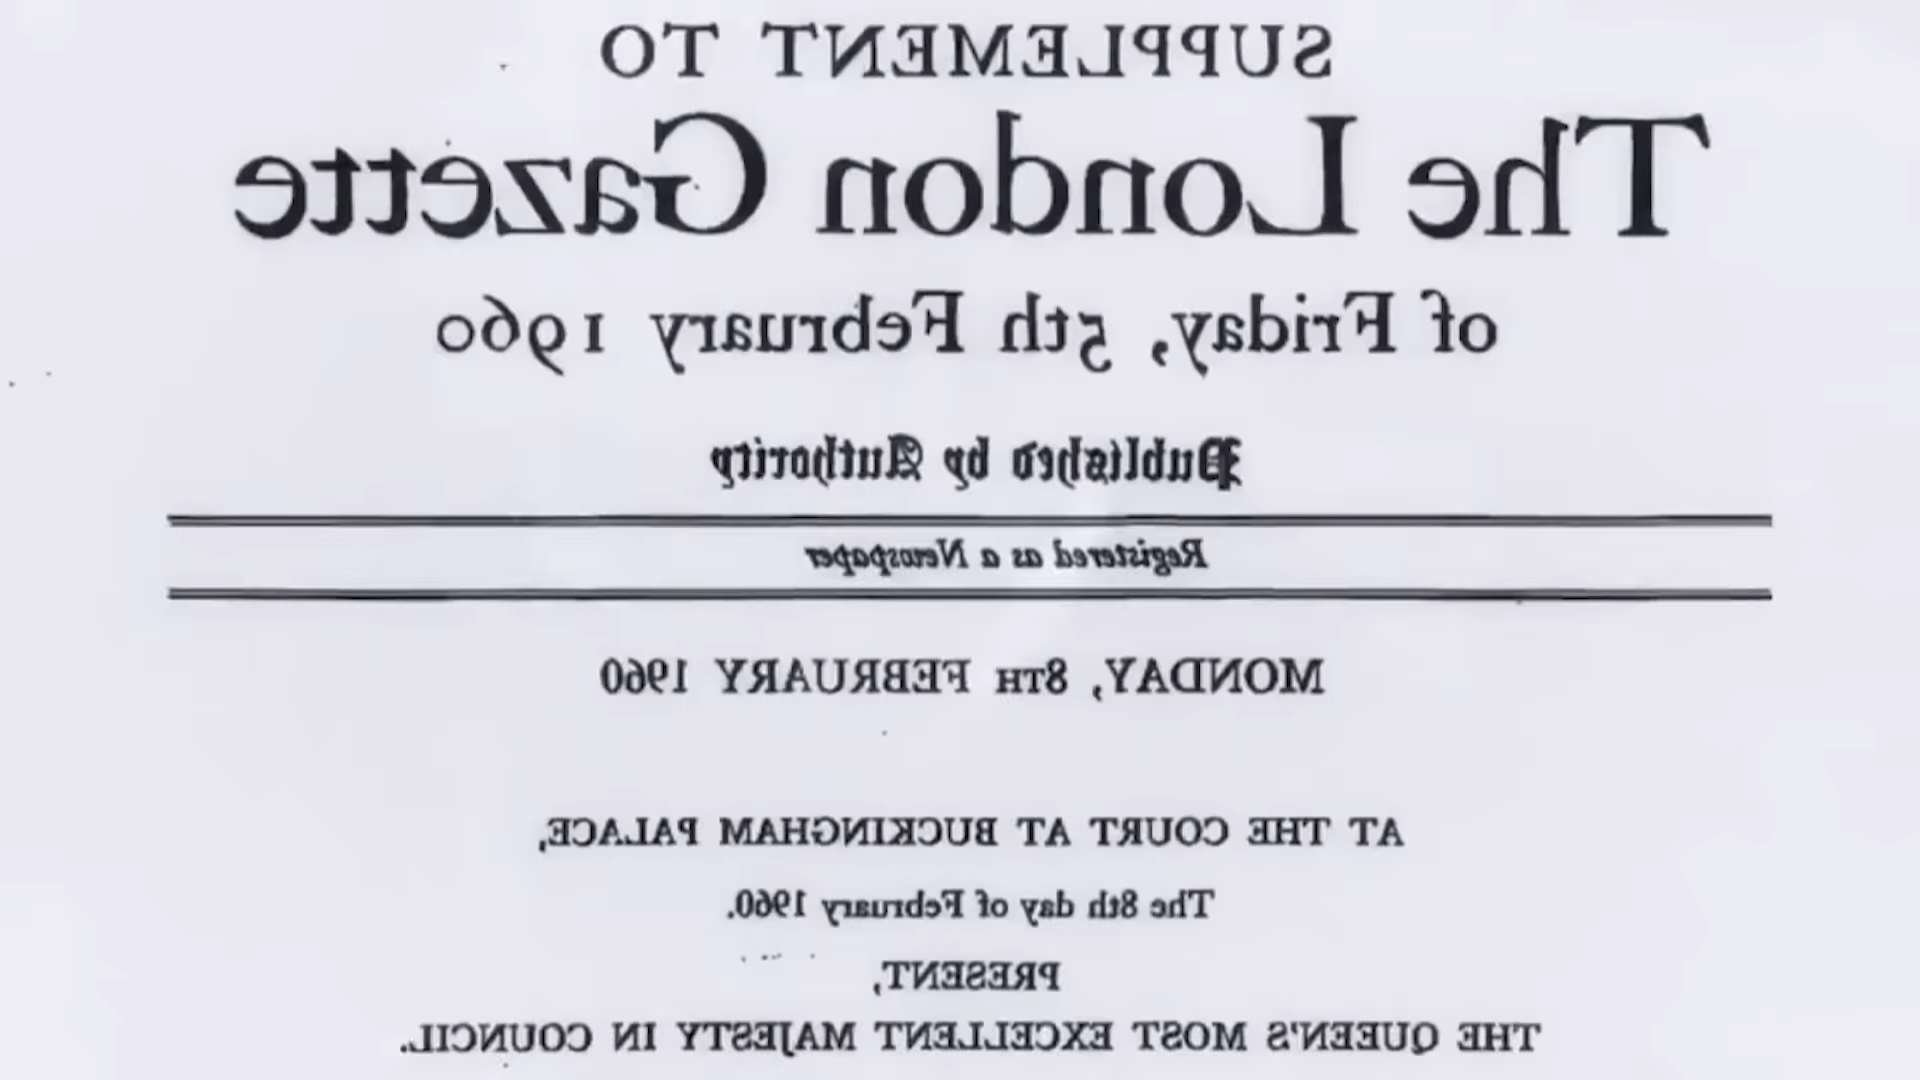 SUPPLEMENT TO
The London Gazette
of Friday, 5th February 1960
Published by Authority
Registered as a Newspaper
MONDAY, 8TH FEBRUARY 1960
AT THE COURT AT BUCKINGHAM PALACE,
The 8th day of February 1960.
PRESENT,
THE QUEEN'S MOST EXCELLENT MAJESTY IN COUNCIL.